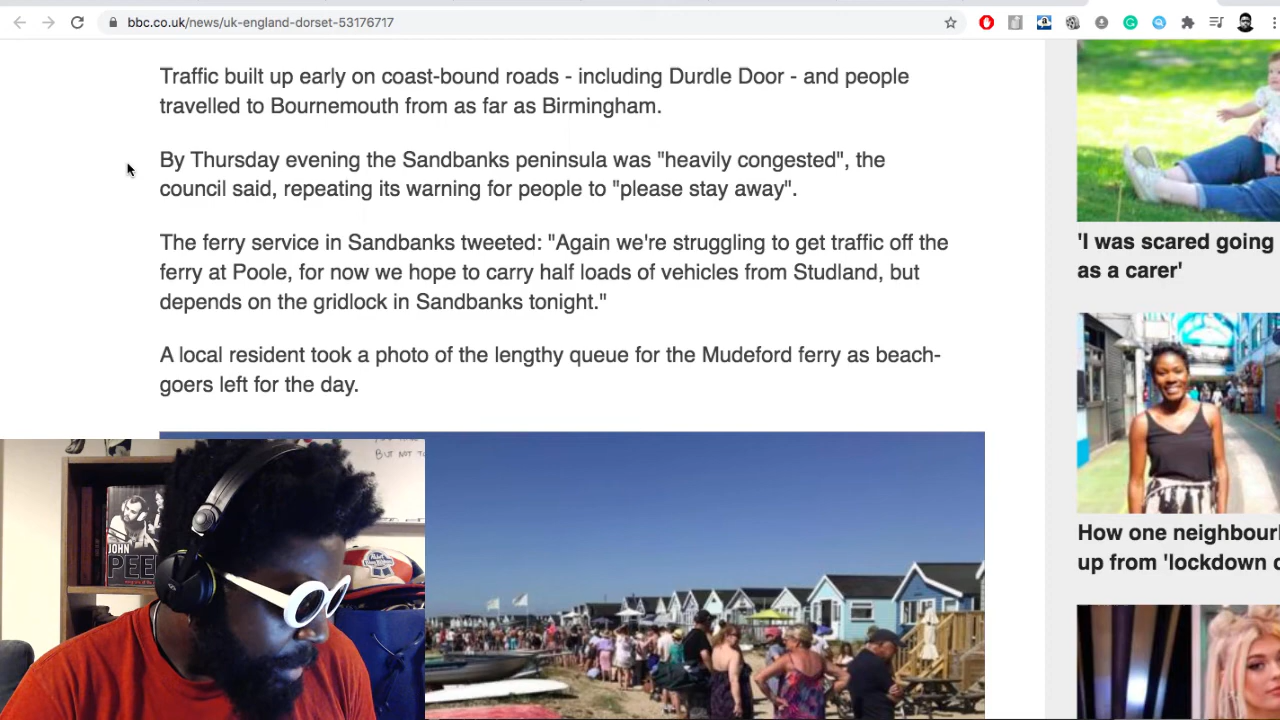 bbc.co.uk/news/uk-england-dorset-53176717
Traffic built up early on coast-bound roads - including Durdle Door - and people
travelled to Bournemouth from as far as Birmingham.
By Thursday evening the Sandbanks peninsula was "heavily congested", the
council said, repeating its warning for people to "please stay away".
The ferry service in Sandbanks tweeted: "Again we're struggling to get traffic off the
ferry at Poole, for now we hope to carry half loads of vehicles from Studland, but
depends on the gridlock in Sandbanks tonight."
A local resident took a photo of the lengthy queue for the Mudeford ferry as beach-
goers left for the day.
'I was scared going
as a carer'
How one neighbour
up from 'lockdown
BUT NOT
JOHN
PEEL